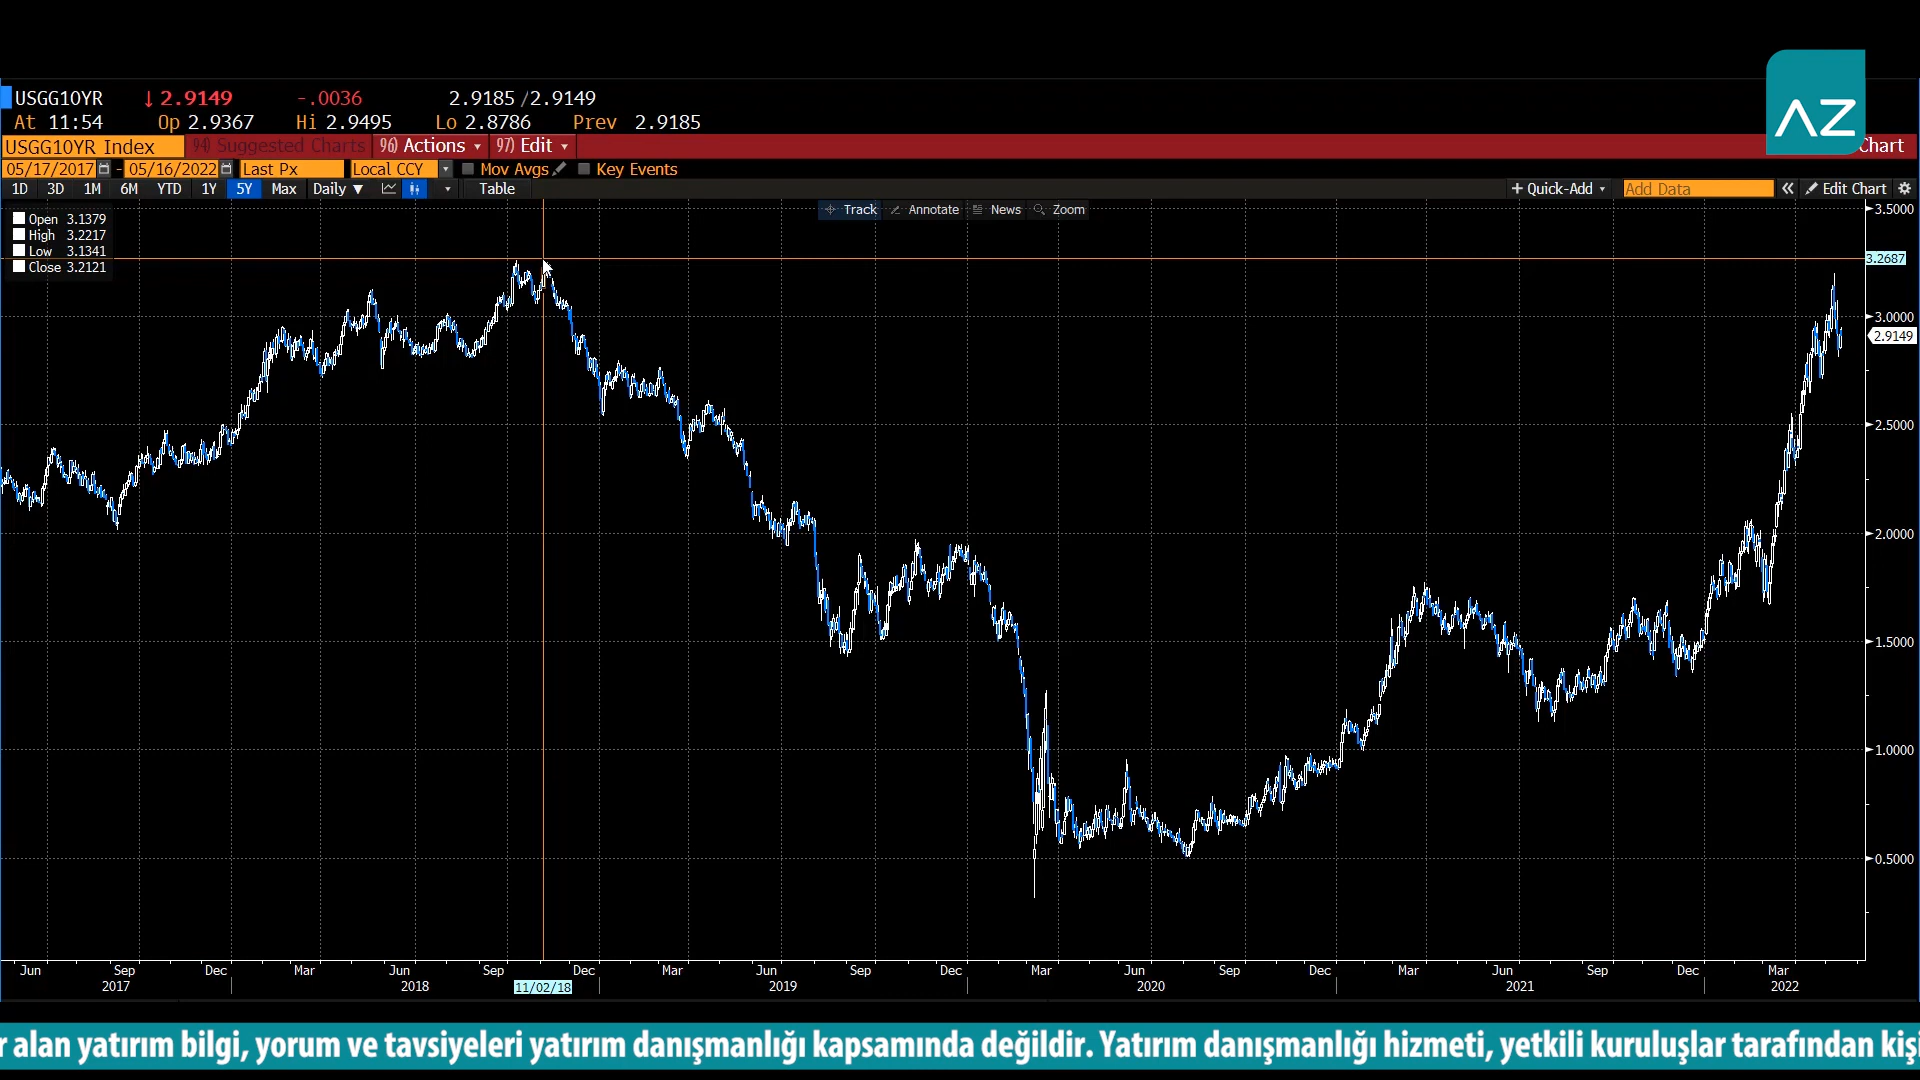 AZ
USGG10YR ↓ 2.9149 -.0036 2.9185 / 2.9149
At 11:54 Op 2.9367 Hi 2.9495 Lo 2.8786 Prev 2.9185
USGG10YR Index 94) Suggested Charts 96) Actions 97) Edit Chart
05/17/2017 - 05/16/2022 Last Px Local CCY Mov Avgs Key Events
1D 3D 1M 6M YTD 1Y 5Y Max Daily ▼ Table + Quick-Add Add Data « Edit Chart
Track Annotate News Zoom
Open 3.1379
High 3.2217
Low 3.1341
Close 3.2121
3.5000
3.2687
3.0000
2.9149
2.5000
2.0000
1.5000
1.0000
0.5000
Jun Sep Dec Mar Jun Sep Dec Mar Jun Sep Dec Mar Jun Sep Dec Mar Jun Sep Dec Mar
2017 2018 11/02/18 2019 2020 2021 2022
alan yatırım bilgi, yorum ve tavsiyeleri yatırım danışmanlığı kapsamında değildir. Yatırım danışmanlığı hizmeti, yetkili kuruluşlar tarafından kişi